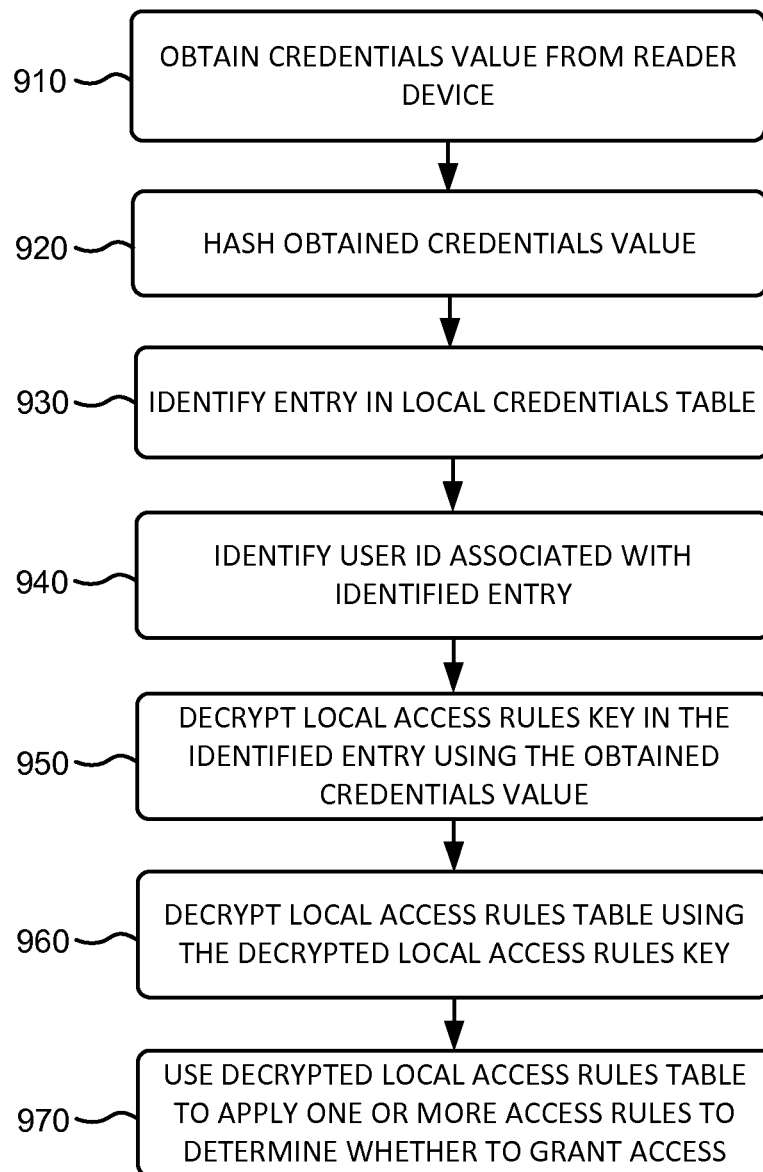 910
OBTAIN CREDENTIALS VALUE FROM READER
DEVICE
920
HASH OBTAINED CREDENTIALS VALUE
930
IDENTIFY ENTRY IN LOCAL CREDENTIALS TABLE
940
IDENTIFY USER ID ASSOCIATED WITH
IDENTIFIED ENTRY
950
DECRYPT LOCAL ACCESS RULES KEY IN THE
IDENTIFIED ENTRY USING THE OBTAINED
CREDENTIALS VALUE
960
DECRYPT LOCAL ACCESS RULES TABLE USING
THE DECRYPTED LOCAL ACCESS RULES KEY
970
USE DECRYPTED LOCAL ACCESS RULES TABLE
TO APPLY ONE OR MORE ACCESS RULES TO
DETERMINE WHETHER TO GRANT ACCESS